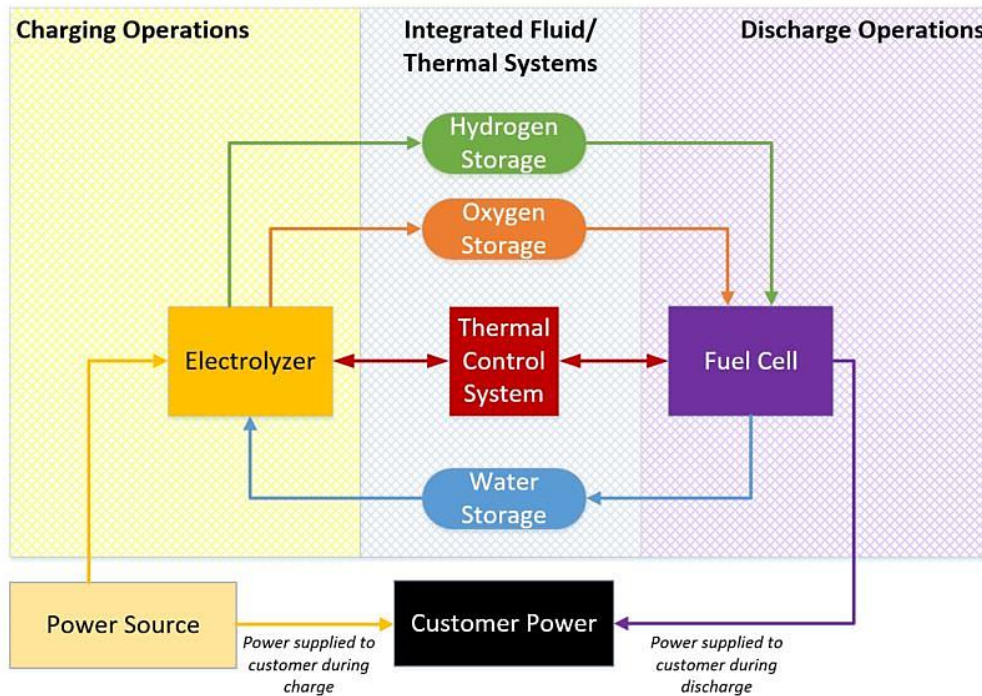 Charging Operations
Integrated Fluid/
Thermal Systems
Discharge Operations
Hydrogen
Storage
Oxygen
Storage
Electrolyzer
Thermal
Control
System
Fuel Cell
Water
Storage
Power Source
Customer Power
Power supplied to
customer during
charge
Power supplied to
customer during
discharge